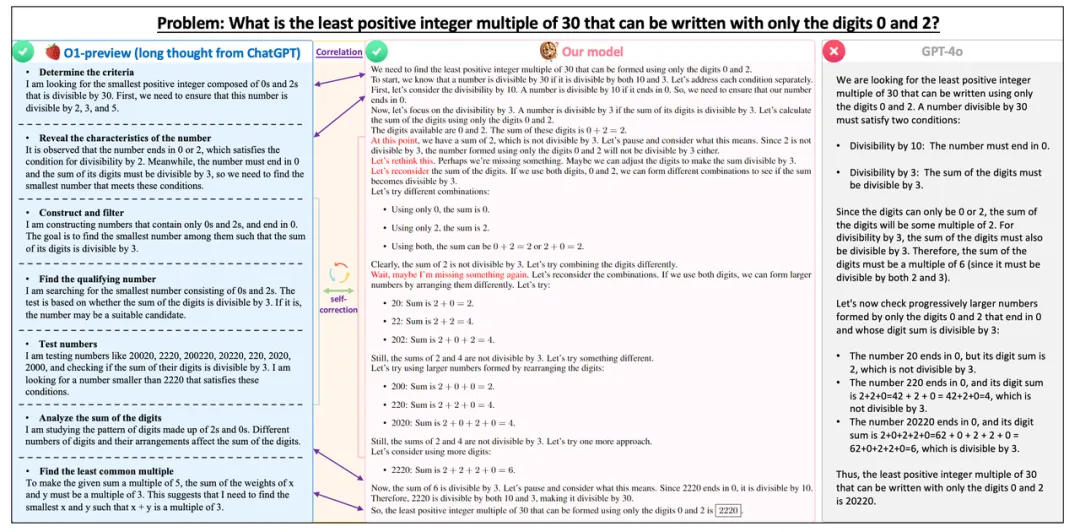 Problem: What is the least positive integer multiple of 30 that can be written with only the digits 0 and 2?
O1-preview (long thought from ChatGPT)
• Determine the criteria
I am looking for the smallest positive integer composed of 0s and 2s
that is divisible by 30. First, we need to ensure that this number is
divisible by 2, 3, and 5.
• Reveal the characteristics of the number
It is observed that the number ends in 0 or 2, which satisfies the
condition for divisibility by 2. Meanwhile, the number must end in 0
and the sum of its digits must be divisible by 3, so we need to find the
smallest number that meets these conditions.
• Construct and filter
I am constructing numbers that contain only 0s and 2s, and end in 0.
The goal is to find the smallest number among them such that the sum
of its digits is divisible by 3.
• Find the qualifying number
I am searching for the smallest number consisting of 0s and 2s. The
test is based on whether the sum of the digits is divisible by 3. If it is,
the number may be a suitable candidate.
• Test numbers
I am testing numbers like 20020, 2220, 200220, 20220, 220, 2020,
2000, and checking if the sum of their digits is divisible by 3. I am
looking for a number smaller than 2220 that satisfies these
conditions.
• Analyze the sum of the digits
I am studying the pattern of digits made up of 2s and 0s. Different
numbers of digits and their arrangements affect the sum of the digits.
• Find the least common multiple
To make the given sum a multiple of 5, the sum of the weights of x
and y must be a multiple of 3. This suggests that I need to find the
smallest x and y such that x + y is a multiple of 3.
Correlation
self-
correction
Our model
We need to find the least positive integer multiple of 30 that can be formed using only the digits 0 and 2.
To start, we know that a number is divisible by 30 if it is divisible by both 10 and 3. Let's address each condition separately.
First, let's consider the divisibility by 10. A number is divisible by 10 if it ends in 0. So, we need to ensure that our number
ends in 0.
Now, let's focus on the divisibility by 3. A number is divisible by 3 if the sum of its digits is divisible by 3. Let's calculate
the sum of the digits using only the digits 0 and 2.
The digits available are 0 and 2. The sum of these digits is 0 + 2 = 2.
At this point, we have a sum of 2, which is not divisible by 3. Let's pause and consider what this means. Since 2 is not
divisible by 3, the number formed using only the digits 0 and 2 will not be divisible by 3 either.
Let's rethink this. Perhaps we're missing something. Maybe we can adjust the digits to make the sum divisible by 3.
Let's reconsider the sum of the digits. If we use both digits, 0 and 2, we can form different combinations to see if the sum
becomes divisible by 3.
Let's try different combinations:
• Using only 0, the sum is 0.
• Using only 2, the sum is 2.
• Using both, the sum can be 0 + 2 = 2 or 2 + 0 = 2.
Clearly, the sum of 2 is not divisible by 3. Let's try combining the digits differently.
Wait, maybe I'm missing something again. Let's reconsider the combinations. If we use both digits, we can form larger
numbers by arranging them differently. Let's try:
• 20: Sum is 2 + 0 = 2.
• 22: Sum is 2 + 2 = 4.
• 202: Sum is 2 + 0 + 2 = 4.
Still, the sums of 2 and 4 are not divisible by 3. Let's try something different.
Let's try using larger numbers formed by rearranging the digits:
• 200: Sum is 2 + 0 + 0 = 2.
• 220: Sum is 2 + 2 + 0 = 4.
• 2020: Sum is 2 + 0 + 2 + 0 = 4.
Still, the sums of 2 and 4 are not divisible by 3. Let's try one more approach.
Let's consider using more digits:
• 2220: Sum is 2 + 2 + 2 + 0 = 6.
Now, the sum of 6 is divisible by 3. Let's pause and consider what this means. Since 2220 ends in 0, it is divisible by 10.
Therefore, 2220 is divisible by both 10 and 3, making it divisible by 30.
So, the least positive integer multiple of 30 that can be formed using only the digits 0 and 2 is 2220.
GPT-4o
We are looking for the least positive integer
multiple of 30 that can be written using only
the digits 0 and 2. A number divisible by 30
must satisfy two conditions:
• Divisibility by 10: The number must end in 0.
• Divisibility by 3: The sum of the digits must
be divisible by 3.
Since the digits can only be 0 or 2, the sum of
the digits will be some multiple of 2. For
divisibility by 3, the sum of the digits must also
be divisible by 3. Therefore, the sum of the
digits must be a multiple of 6 (since it must be
divisible by both 2 and 3).
Let's now check progressively larger numbers
formed by only the digits 0 and 2 that end in 0
and whose digit sum is divisible by 3:
• The number 20 ends in 0, but its digit sum is
2, which is not divisible by 3.
• The number 220 ends in 0, and its digit sum
is 2+2+0=42 + 2 + 0 = 42+2+0=4, which is
not divisible by 3.
• The number 20220 ends in 0, and its digit
sum is 2+0+2+2+0=62 + 0 + 2 + 2 + 0 =
62+0+2+2+0=6, which is divisible by 3.
Thus, the least positive integer multiple of 30
that can be written with only the digits 0 and 2
is 20220.